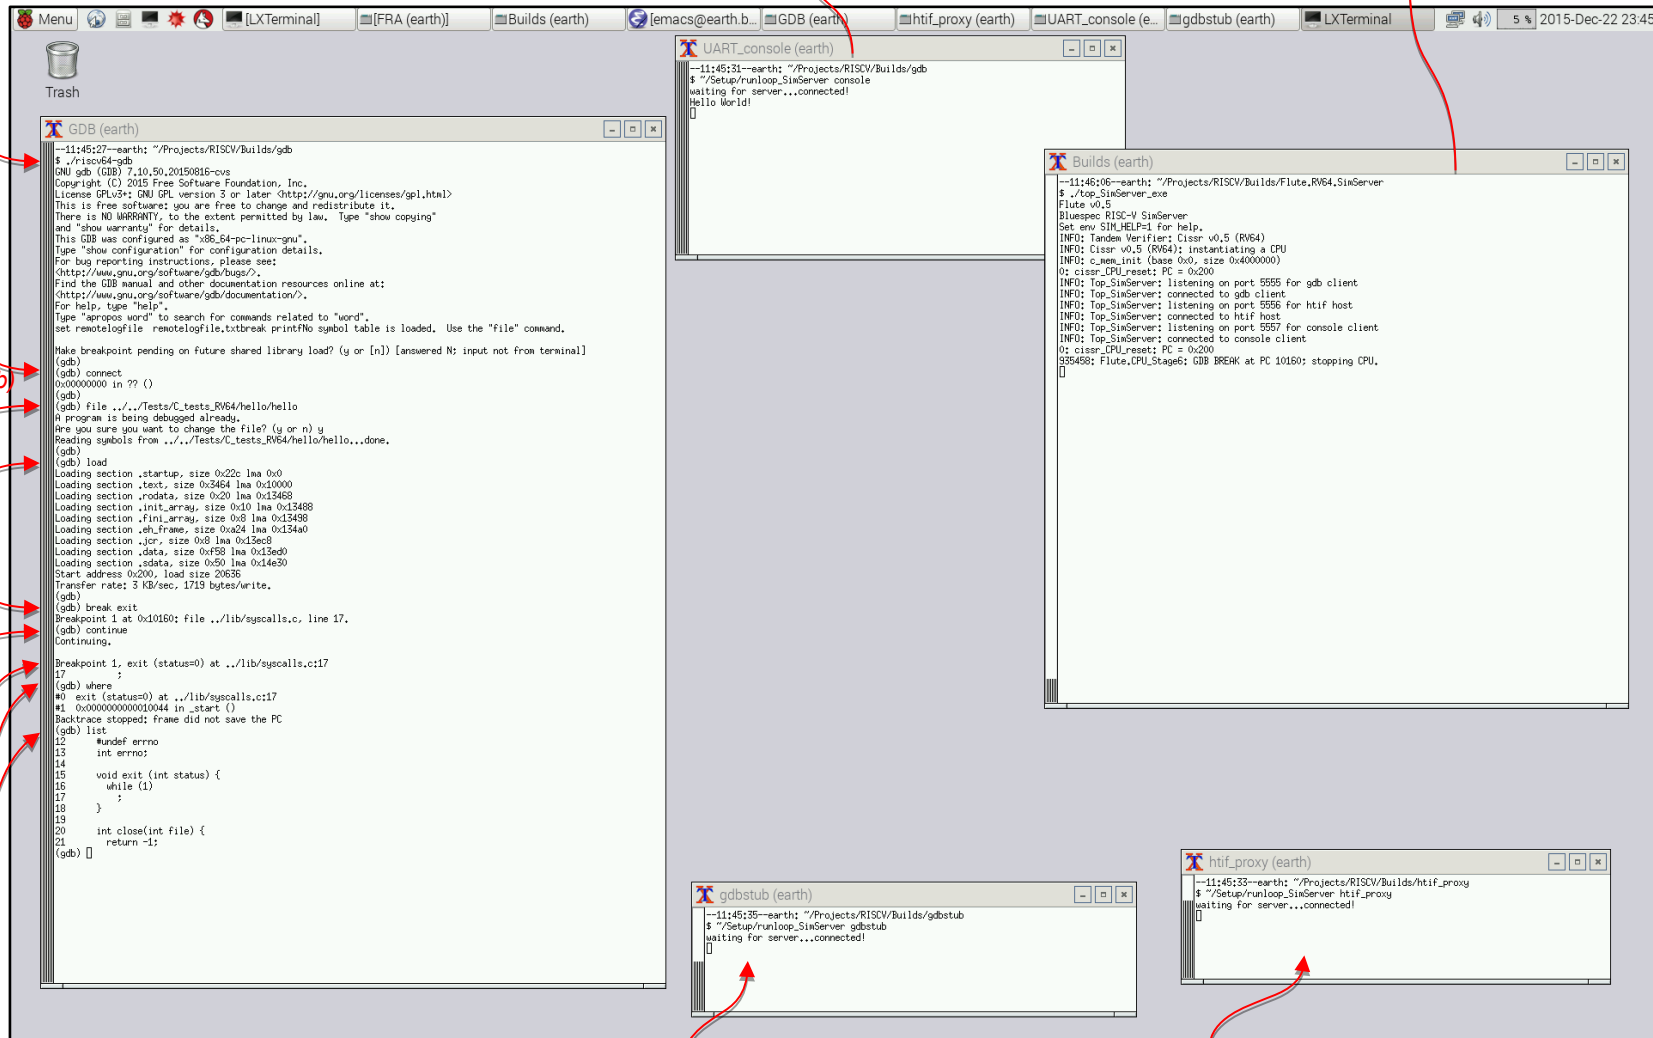 Menu
[LXTerminal]
[FRA (earth)]
Builds (earth)
[emacs@earth.b...
GDB (earth)
htif_proxy (earth)
UART_console (e...
gdbstub (earth)
LXTerminal
5 %
2015-Dec-22 23:45
Trash
UART_console (earth)
--11:45:31--earth: ~/Projects/RISCV/Builds/gdb
$ ~/Setup/runloop_SimServer console
waiting for server...connected!
Hello World!
GDB (earth)
--11:45:27--earth: ~/Projects/RISCV/Builds/gdb
$ ./riscv64-gdb
GNU gdb (GDB) 7.10.50.20150816-cvs
Copyright (C) 2015 Free Software Foundation, Inc.
License GPLv3+: GNU GPL version 3 or later <http://gnu.org/licenses/gpl.html>
This is free software: you are free to change and redistribute it.
There is NO WARRANTY, to the extent permitted by law.  Type "show copying"
and "show warranty" for details.
This GDB was configured as "x86_64-pc-linux-gnu".
Type "show configuration" for configuration details.
For bug reporting instructions, please see:
<http://www.gnu.org/software/gdb/bugs/>.
Find the GDB manual and other documentation resources online at:
<http://www.gnu.org/software/gdb/documentation/>.
For help, type "help".
Type "apropos word" to search for commands related to "word".
set remotelogfile  remotelogfile.txtbreak printfNo symbol table is loaded.  Use the "file" command.
Make breakpoint pending on future shared library load? (y or [n]) [answered N; input not from terminal]
(gdb)
(gdb) connect
0x00000000 in ?? ()
(gdb)
(gdb) file ../../Tests/C_tests_RV64/hello/hello
A program is being debugged already.
Are you sure you want to change the file? (y or n) y
Reading symbols from ../../Tests/C_tests_RV64/hello/hello...done.
(gdb)
(gdb) load
Loading section .startup, size 0x22c lma 0x0
Loading section .text, size 0x3464 lma 0x10000
Loading section .rodata, size 0x20 lma 0x13468
Loading section .init_array, size 0x10 lma 0x13488
Loading section .fini_array, size 0x8 lma 0x13498
Loading section .eh_frame, size 0xa24 lma 0x134a0
Loading section .jcr, size 0x8 lma 0x13ec8
Loading section .data, size 0xf58 lma 0x13ed0
Loading section .sdata, size 0x50 lma 0x14e30
Start address 0x200, load size 20636
Transfer rate: 3 KB/sec, 1719 bytes/write.
(gdb)
(gdb) break exit
Breakpoint 1 at 0x10160: file ../lib/syscalls.c, line 17.
(gdb) continue
Continuing.
Breakpoint 1, exit (status=0) at ../lib/syscalls.c:17
17          ;
(gdb) where
#0  exit (status=0) at ../lib/syscalls.c:17
#1  0x0000000000010044 in _start ()
Backtrace stopped: frame did not save the PC
(gdb) list
12      #undef errno
13      int errno;
14
15      void exit (int status) {
16        while (1)
17          ;
18      }
19
20      int close(int file) {
21        return -1;
(gdb)
b)
Builds (earth)
--11:46:06--earth: ~/Projects/RISCV/Builds/Flute.RV64.SimServer
$ ./top_SimServer_exe
Flute v0.5
Bluespec RISC-V SimServer
Set env SIM_HELP=1 for help.
INFO: Tandem Verifier: Cissr v0.5 (RV64)
INFO: Cissr v0.5 (RV64): instantiating a CPU
INFO: c_mem_init (base 0x0, size 0x4000000)
0: cissr_CPU_reset: PC = 0x200
INFO: Top_SimServer: listening on port 5555 for gdb client
INFO: Top_SimServer: connected to gdb client
INFO: Top_SimServer: listening on port 5556 for htif host
INFO: Top_SimServer: connected to htif host
INFO: Top_SimServer: listening on port 5557 for console client
INFO: Top_SimServer: connected to console client
0: cissr_CPU_reset: PC = 0x200
935458: Flute.CPU_Stage6: GDB BREAK at PC 10160; stopping CPU.
gdbstub (earth)
--11:45:35--earth: ~/Projects/RISCV/Builds/gdbstub
$ ~/Setup/runloop_SimServer gdbstub
waiting for server...connected!
htif_proxy (earth)
--11:45:33--earth: ~/Projects/RISCV/Builds/htif_proxy
$ ~/Setup/runloop_SimServer htif_proxy
waiting for server...connected!